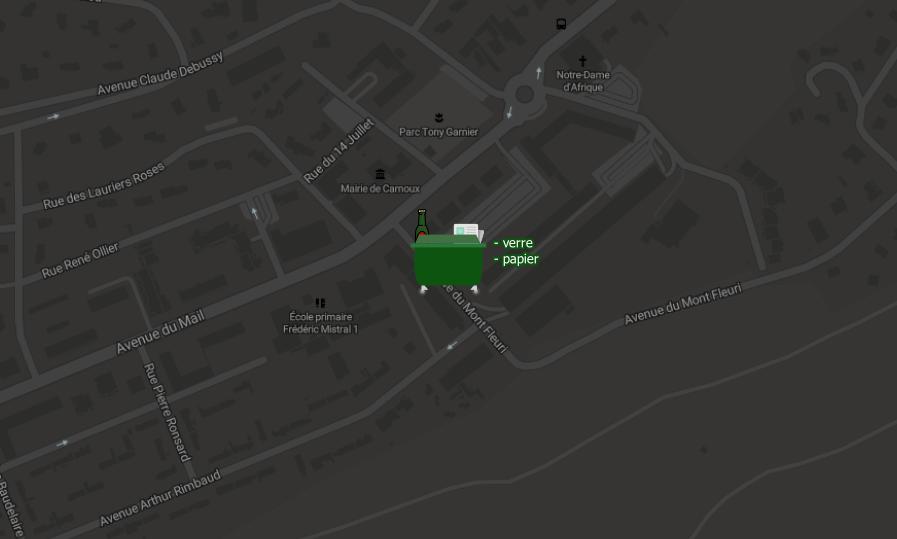 Avenue Claude Debussy
Notre-Dame
d'Afrique
Parc Tony Garnier
Rue du 14 Juillet
Rue des Lauriers Roses
Mairie de Carnoux
- verre
- papier
Rue René Ollier
e du Mont Fleuri
Avenue du Mont Fleuri
École primaire
Frédéric Mistral 1
Avenue du Mail
Rue Pierre Ronsard
Avenue Arthur Rimbaud
Baudelaire